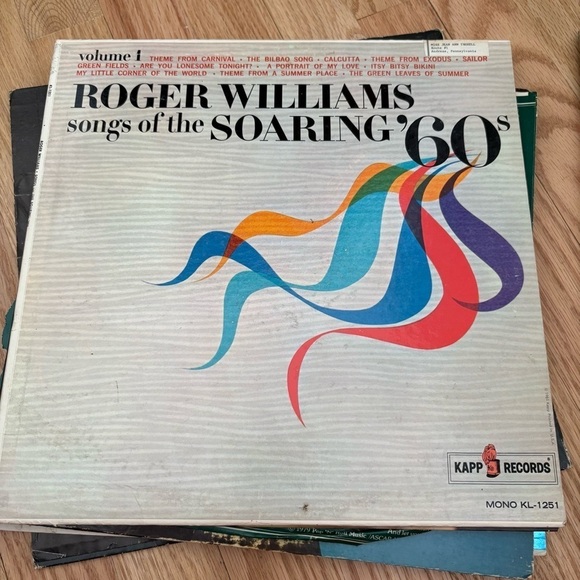 volume 1 THEME FROM CARNIVAL • THE BILBAO SONG • CALCUTTA • THEME FROM EXODUS • SAILOR
GREEN FIELDS • ARE YOU LONESOME TONIGHT? • A PORTRAIT OF MY LOVE • ITSY BITSY BIKINI
MY LITTLE CORNER OF THE WORLD • THEME FROM A SUMMER PLACE • THE GREEN LEAVES OF SUMMER
ROGER WILLIAMS
songs of the SOARING '60s
KAPP RECORDS®
MONO KL-1251